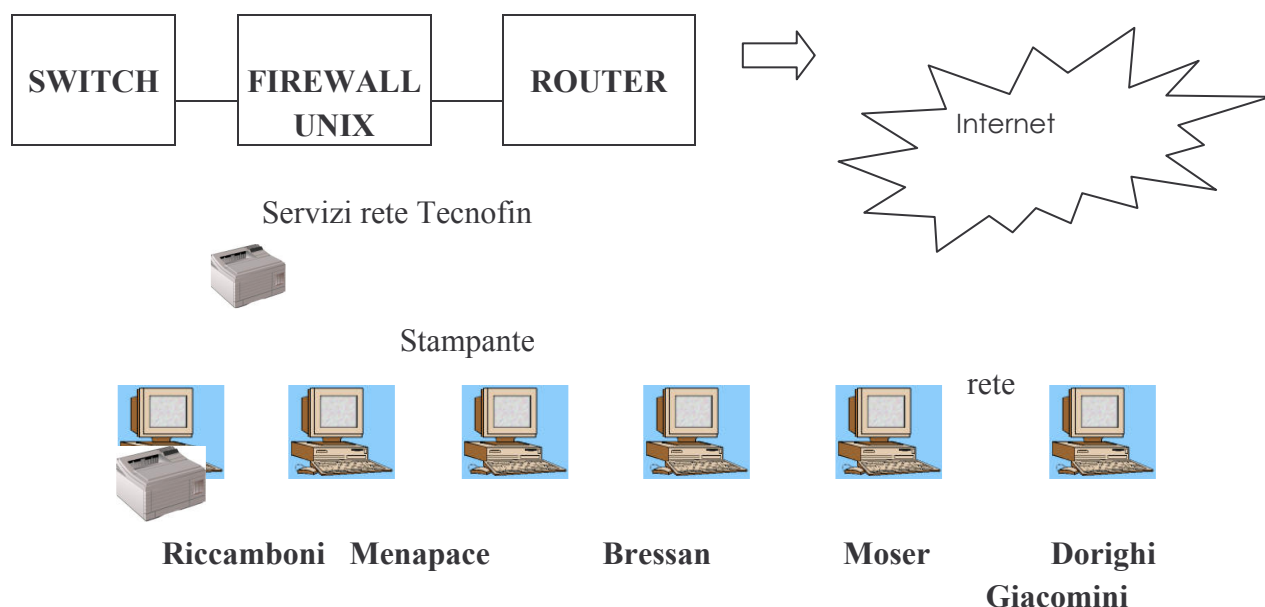 SWITCH
FIREWALL
UNIX
ROUTER
Internet
Servizi rete Tecnofin
Stampante
rete
Riccamboni Menapace Bressan Moser Dorighi
Giacomini